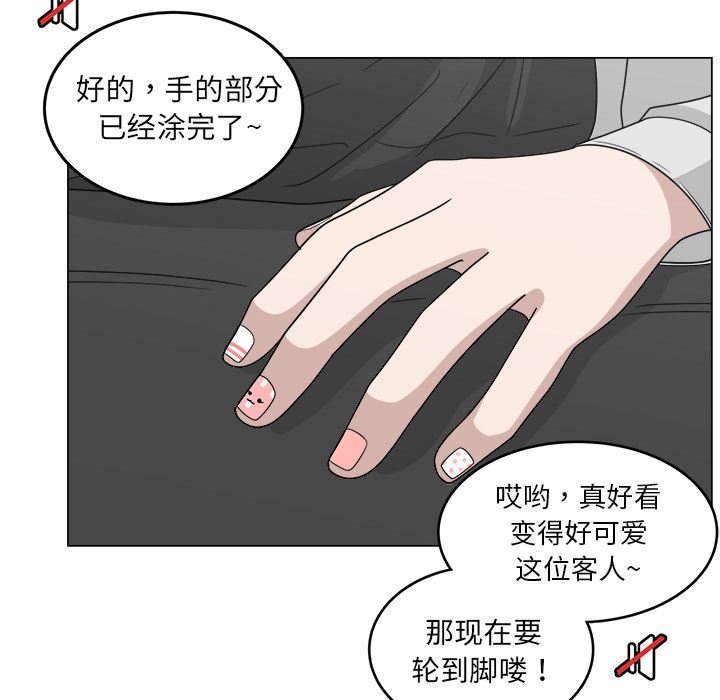 好的，手的部分
已经涂完了~
哎哟，真好看
变得好可爱
这位客人~
那现在要
轮到脚喽！